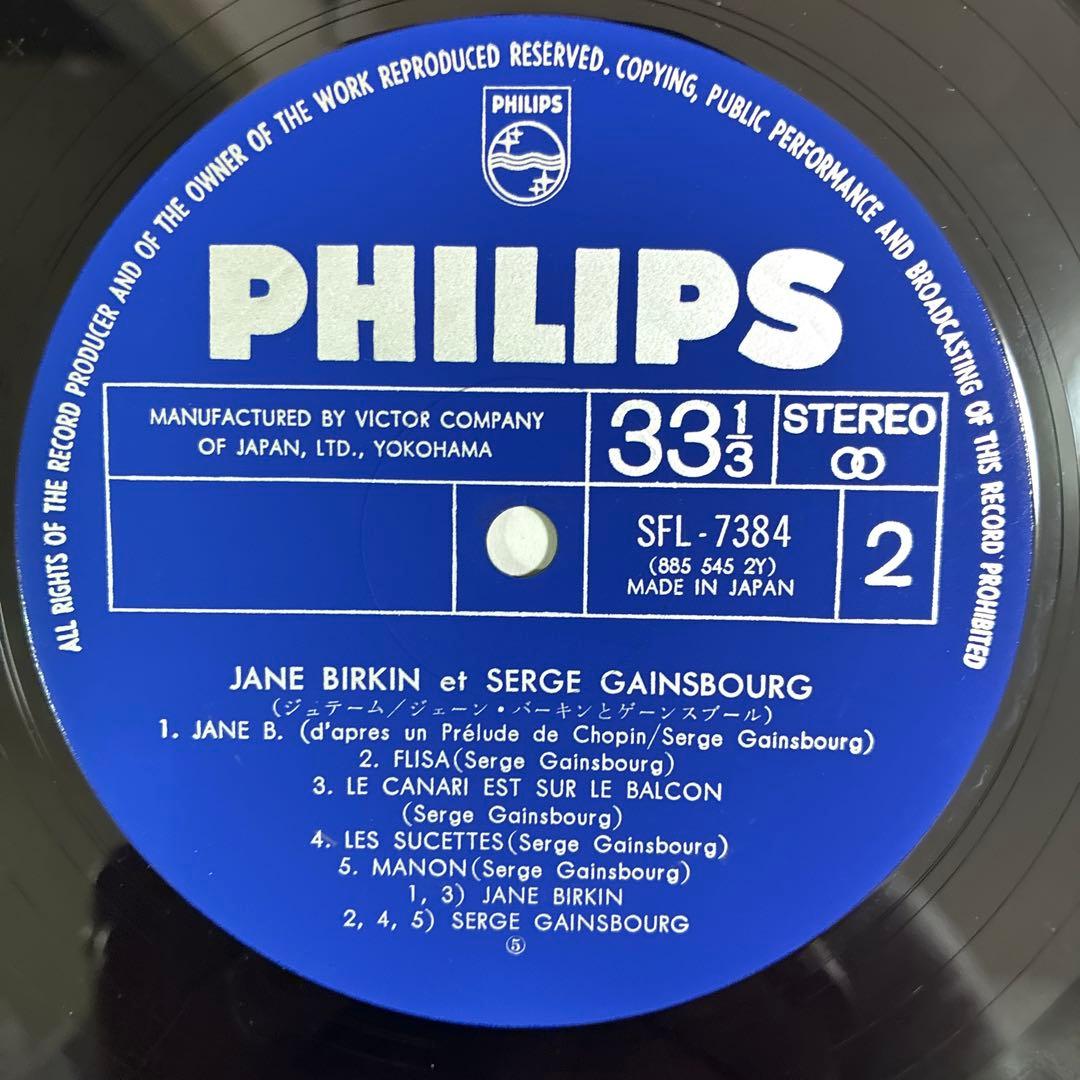 ALL RIGHTS OF THE RECORD PRODUCER AND OF THE OWNER OF THE WORK REPRODUCED RESERVED. COPYING, PUBLIC PERFORMANCE AND BROADCASTING OF THIS RECORD PROHIBITED
PHILIPS
PHILIPS
MANUFACTURED BY VICTOR COMPANY
OF JAPAN, LTD., YOKOHAMA
33 1/3
STEREO
SFL-7384
(885 545 2Y)
MADE IN JAPAN
2
JANE BIRKIN et SERGE GAINSBOURG
(ジュテーム/ジェーン・バーキンとゲーンスブール)
1. JANE B. (d'apres un Prélude de Chopin/Serge Gainsbourg)
2. FLISA(Serge Gainsbourg)
3. LE CANARI EST SUR LE BALCON
(Serge Gainsbourg)
4. LES SUCETTES(Serge Gainsbourg)
5. MANON(Serge Gainsbourg)
1, 3) JANE BIRKIN
2, 4, 5) SERGE GAINSBOURG
⑤